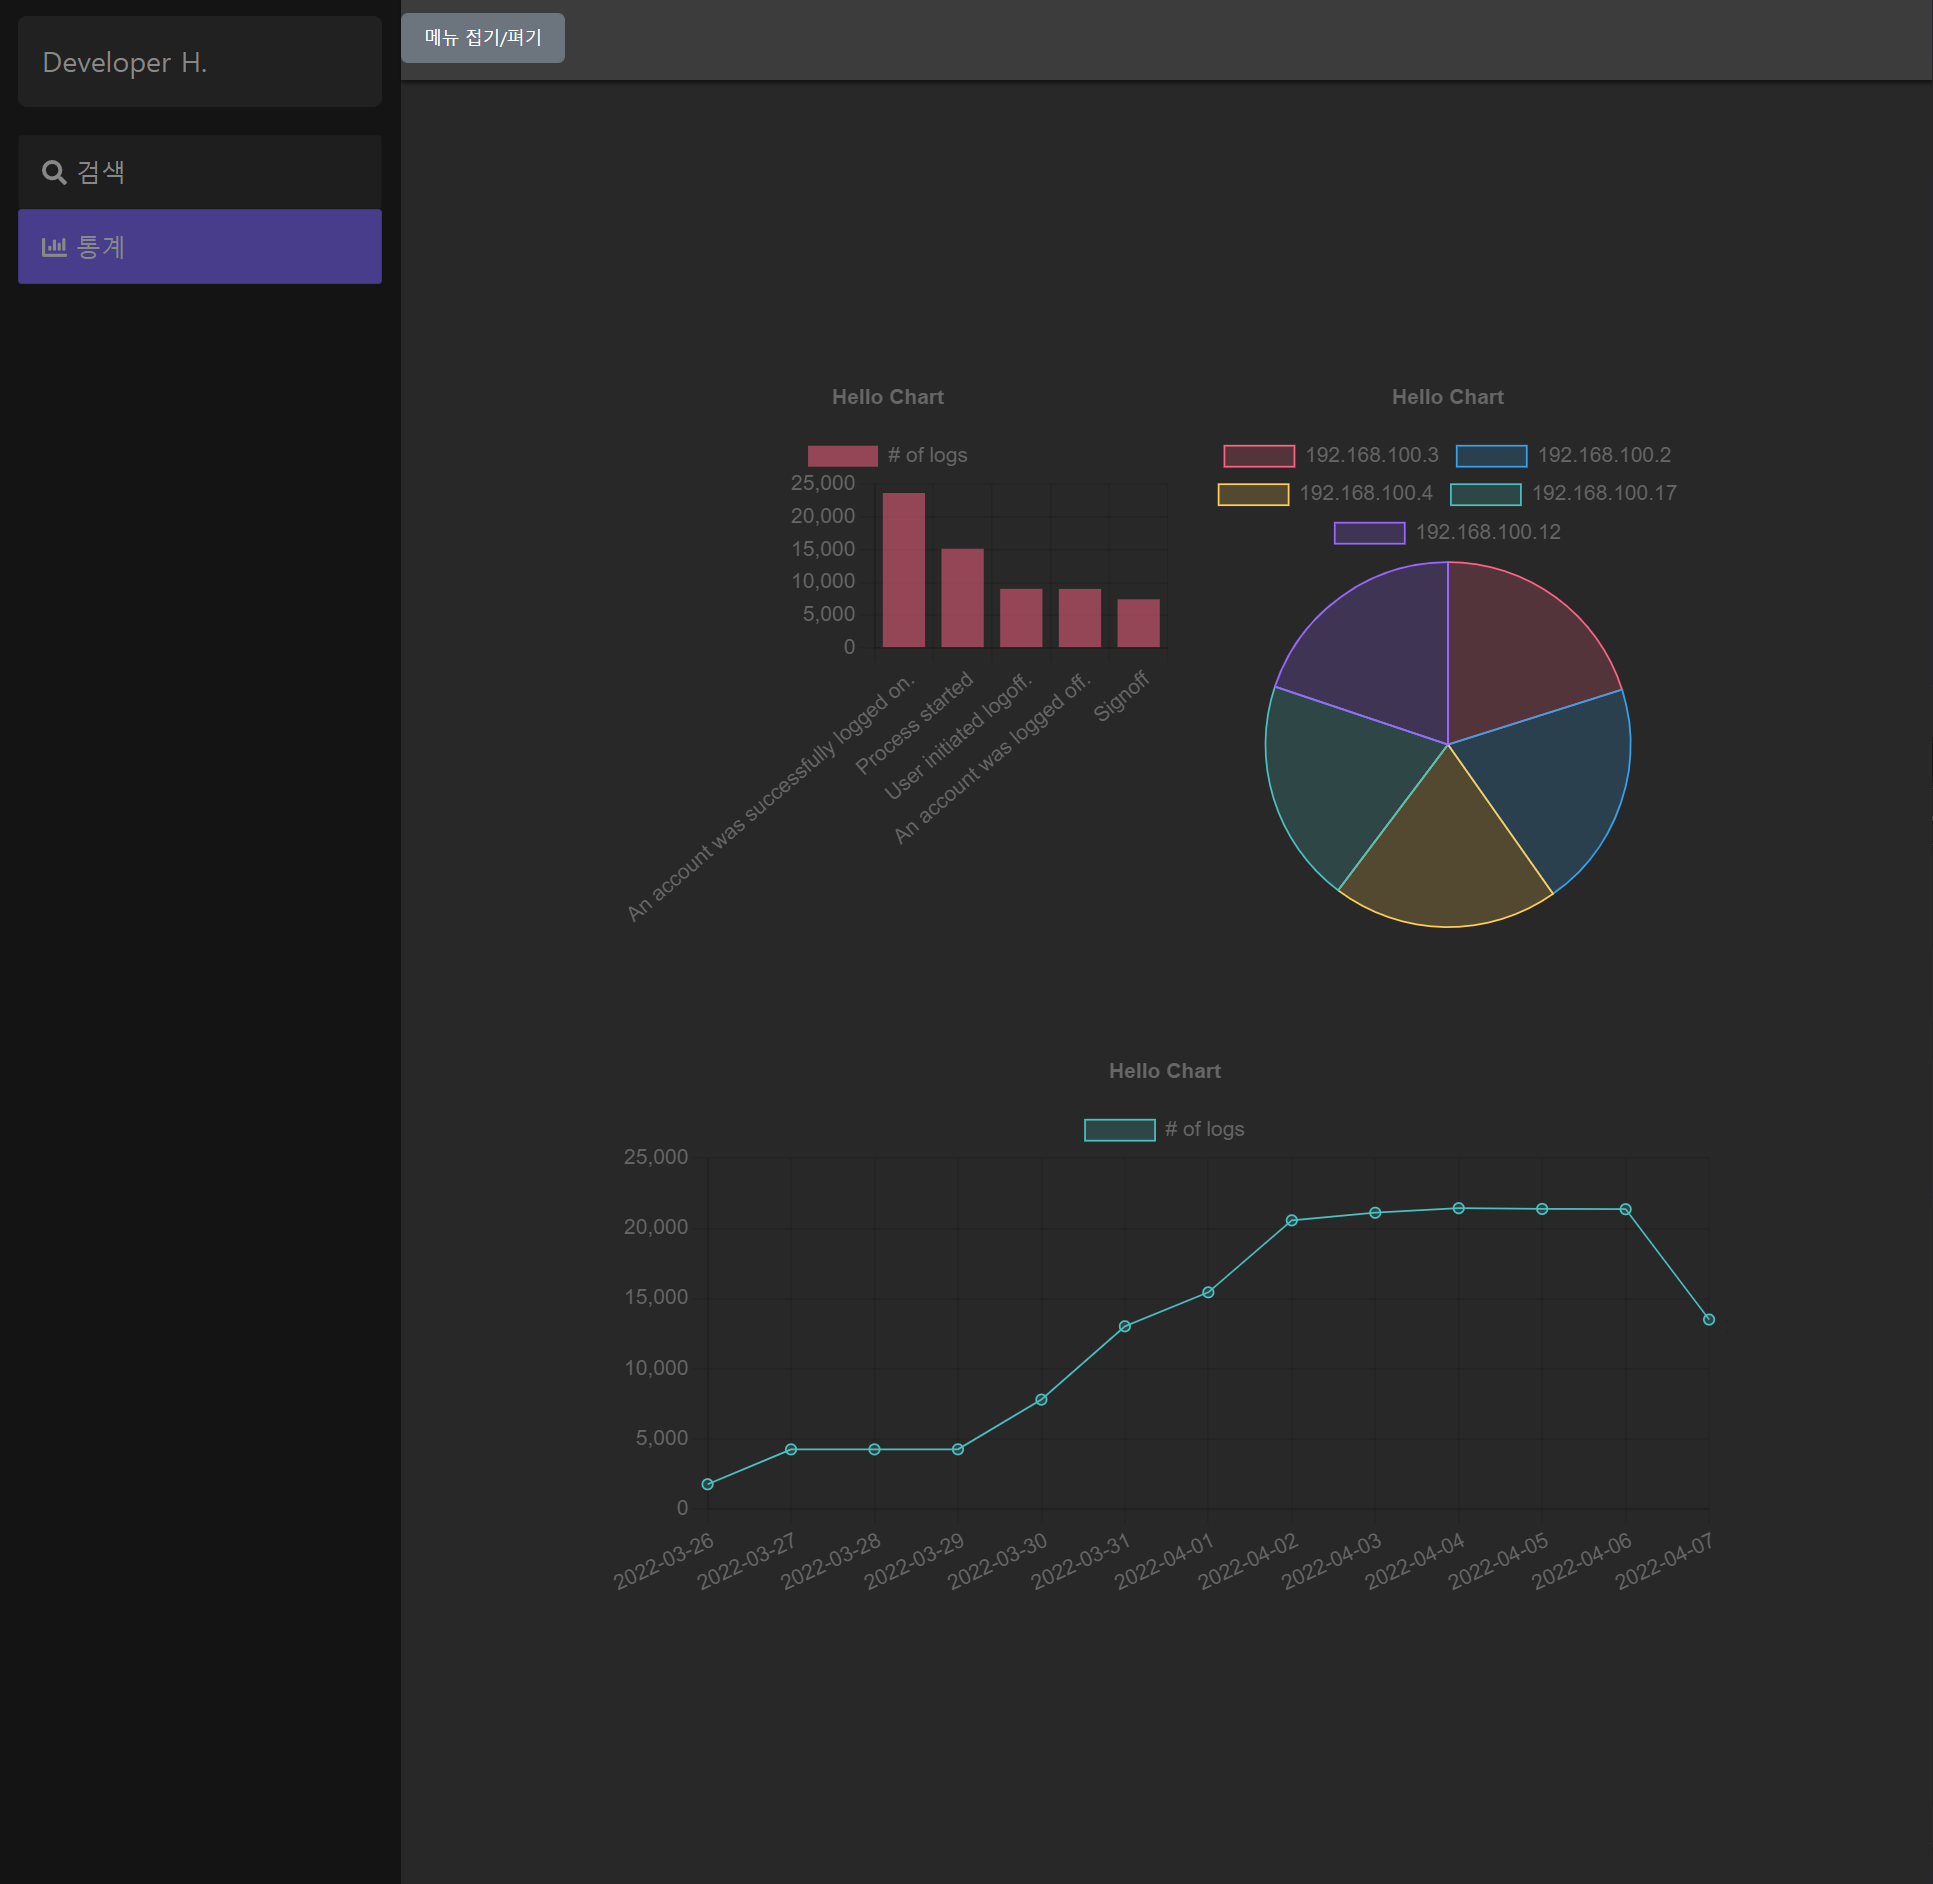 Developer H.
메뉴 접기/펴기
검색
통계
Hello Chart
# of logs
25,000
20,000
15,000
10,000
5,000
0
An account was successfully logged on.
Process started
User initiated logoff.
An account was logged off.
Signoff
Hello Chart
192.168.100.3 192.168.100.2
192.168.100.4 192.168.100.17
192.168.100.12
Hello Chart
# of logs
25,000
20,000
15,000
10,000
5,000
0
2022-03-26
2022-03-27
2022-03-28
2022-03-29
2022-03-30
2022-03-31
2022-04-01
2022-04-02
2022-04-03
2022-04-04
2022-04-05
2022-04-06
2022-04-07